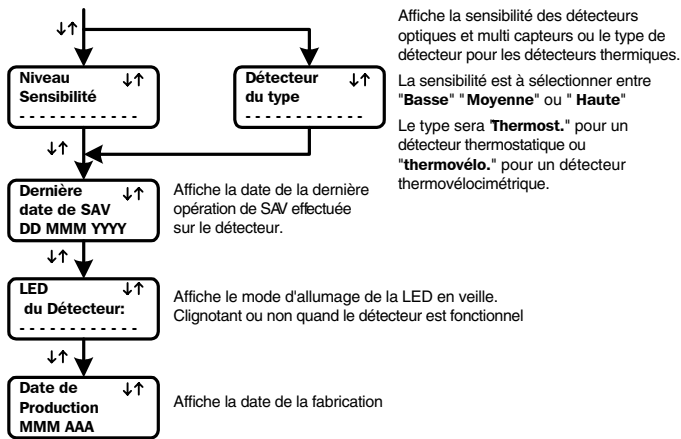 ↓↑
Affiche la sensibilité des détecteurs
optiques et multi capteurs ou le type de
détecteur pour les détecteurs thermiques.
Niveau ↓↑
Sensibilité
- - - - - - - - - - - -
Détecteur ↓↑
du type
- - - - - - - - - - - -
La sensibilité est à sélectionner entre
"Basse" "Moyenne" ou " Haute"
Le type sera "Thermost." pour un
détecteur thermostatique ou
"thermovélo." pour un détecteur
thermovélocimétrique.
↓↑
Dernière ↓↑
date de SAV
DD MMM YYYY
Affiche la date de la dernière
opération de SAV effectuée
sur le détecteur.
↓↑
LED ↓↑
du Détecteur:
- - - - - - - - - - - -
Affiche le mode d'allumage de la LED en veille.
Clignotant ou non quand le détecteur est fonctionnel
↓↑
Date de ↓↑
Production
MMM AAA
Affiche la date de la fabrication